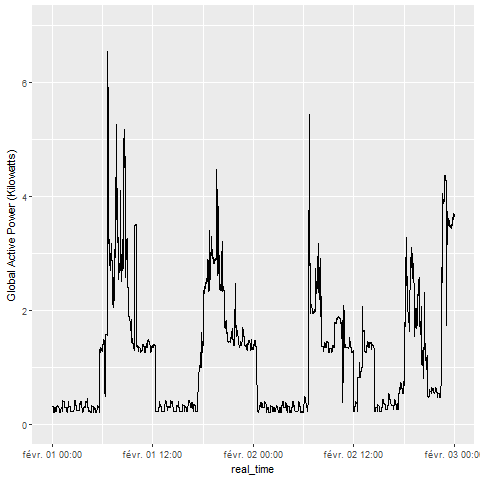 Global Active Power (Kilowatts)
6
4
2
0
févr. 01 00:00
févr. 01 12:00
févr. 02 00:00
févr. 02 12:00
févr. 03 00:00
real_time